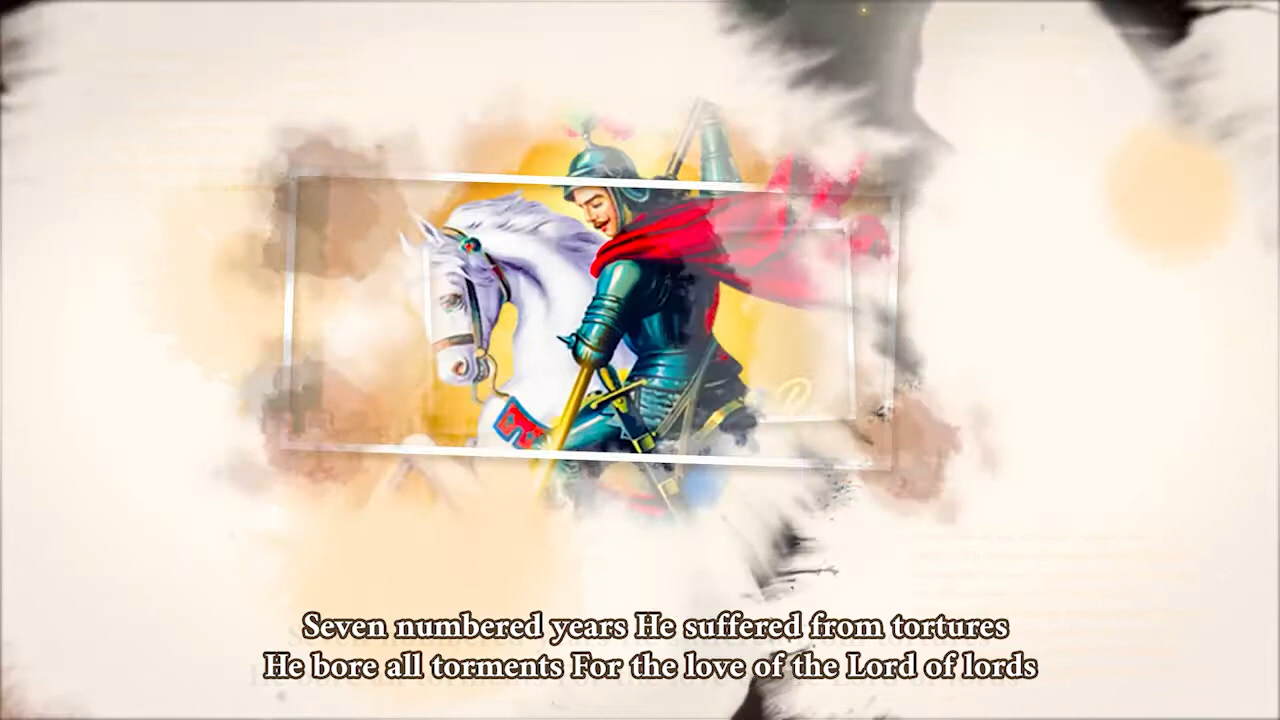 Seven numbered years He suffered from tortures
He bore all torments For the love of the Lord of lords